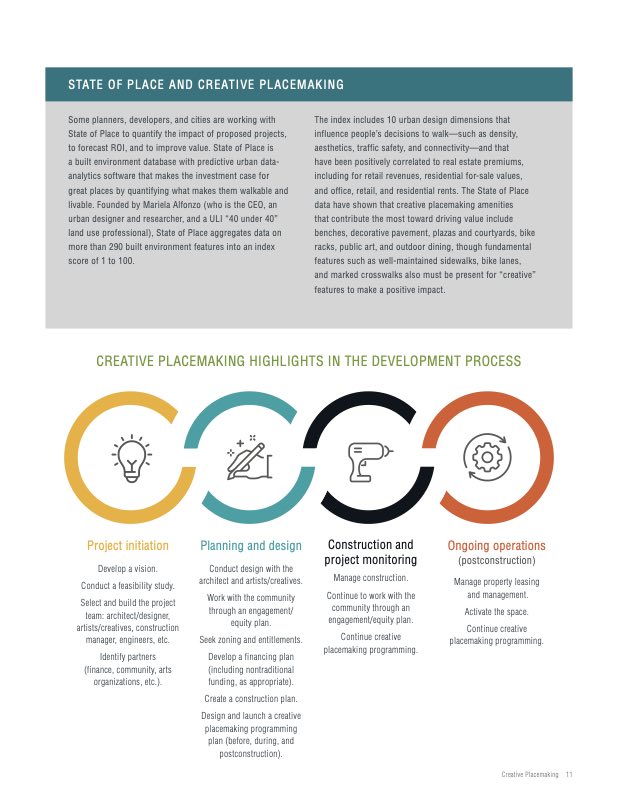 STATE OF PLACE AND CREATIVE PLACEMAKING
Some planners, developers, and cities are working with
State of Place to quantify the impact of proposed projects,
to forecast ROI, and to improve value. State of Place is
a built environment database with predictive urban data-
analytics software that makes the investment case for
great places by quantifying what makes them walkable and
livable. Founded by Mariela Alfonzo (who is the CEO, an
urban designer and researcher, and a ULI “40 under 40”
land use professional), State of Place aggregates data on
more than 290 built environment features into an index
score of 1 to 100.
The index includes 10 urban design dimensions that
influence people’s decisions to walk—such as density,
aesthetics, traffic safety, and connectivity—and that
have been positively correlated to real estate premiums,
including for retail revenues, residential for-sale values,
and office, retail, and residential rents. The State of Place
data have shown that creative placemaking amenities
that contribute the most toward driving value include
benches, decorative pavement, plazas and courtyards, bike
racks, public art, and outdoor dining, though fundamental
features such as well-maintained sidewalks, bike lanes,
and marked crosswalks also must be present for “creative”
features to make a positive impact.
CREATIVE PLACEMAKING HIGHLIGHTS IN THE DEVELOPMENT PROCESS
Project initiation
Develop a vision.
Conduct a feasibility study.
Select and build the project
team: architect/designer,
artists/creatives, construction
manager, engineers, etc.
Identify partners
(finance, community, arts
organizations, etc.).
Planning and design
Conduct design with the
architect and artists/creatives.
Work with the community
through an engagement/
equity plan.
Seek zoning and entitlements.
Develop a financing plan
(including nontraditional
funding, as appropriate).
Create a construction plan.
Design and launch a creative
placemaking programming
plan (before, during, and
postconstruction).
Construction and
project monitoring
Manage construction.
Continue to work with the
community through an
engagement/equity plan.
Continue creative
placemaking programming.
Ongoing operations
(postconstruction)
Manage property leasing
and management.
Activate the space.
Continue creative
placemaking programming.
Creative Placemaking 11